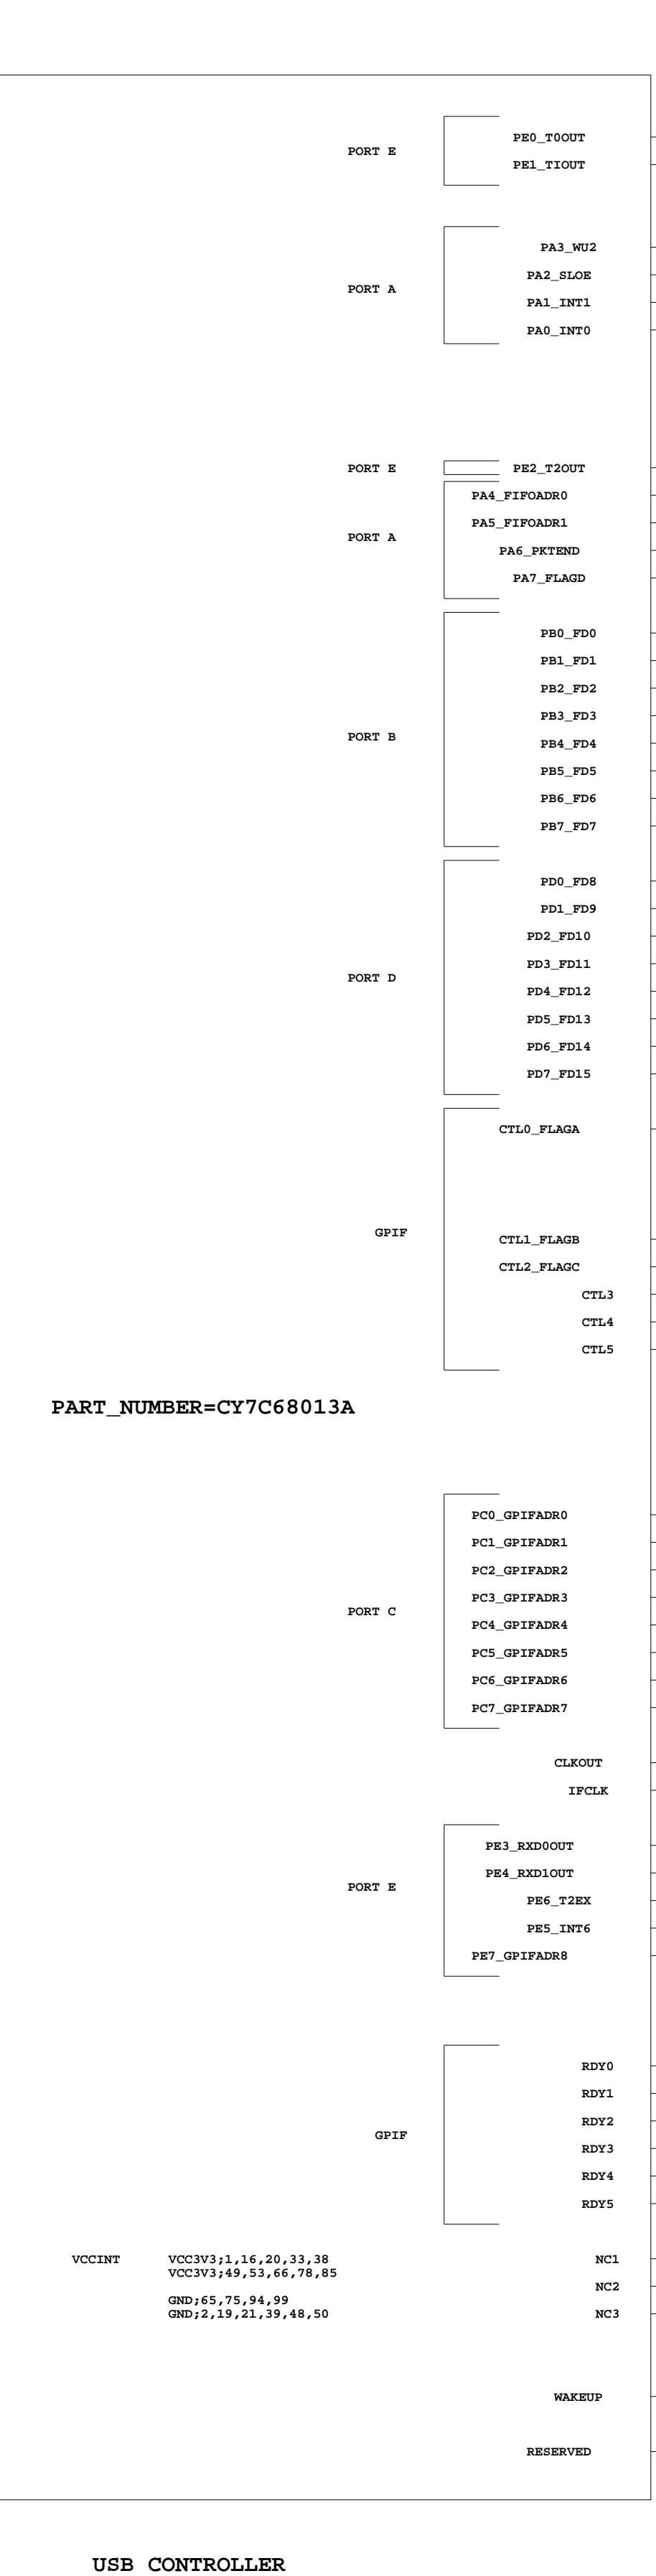 PORT E
PE0_T0OUT
PE1_TIOUT
PORT A
PA3_WU2
PA2_SLOE
PA1_INT1
PA0_INT0
PORT E
PE2_T2OUT
PORT A
PA4_FIFOADR0
PA5_FIFOADR1
PA6_PKTEND
PA7_FLAGD
PORT B
PB0_FD0
PB1_FD1
PB2_FD2
PB3_FD3
PB4_FD4
PB5_FD5
PB6_FD6
PB7_FD7
PORT D
PD0_FD8
PD1_FD9
PD2_FD10
PD3_FD11
PD4_FD12
PD5_FD13
PD6_FD14
PD7_FD15
GPIF
CTL0_FLAGA
CTL1_FLAGB
CTL2_FLAGC
CTL3
CTL4
CTL5
PART_NUMBER=CY7C68013A
PORT C
PC0_GPIFADR0
PC1_GPIFADR1
PC2_GPIFADR2
PC3_GPIFADR3
PC4_GPIFADR4
PC5_GPIFADR5
PC6_GPIFADR6
PC7_GPIFADR7
CLKOUT
IFCLK
PORT E
PE3_RXD0OUT
PE4_RXD1OUT
PE6_T2EX
PE5_INT6
PE7_GPIFADR8
GPIF
RDY0
RDY1
RDY2
RDY3
RDY4
RDY5
VCCINT VCC3V3;1,16,20,33,38
VCC3V3;49,53,66,78,85
GND;65,75,94,99
GND;2,19,21,39,48,50
NC1
NC2
NC3
WAKEUP
RESERVED
USB CONTROLLER